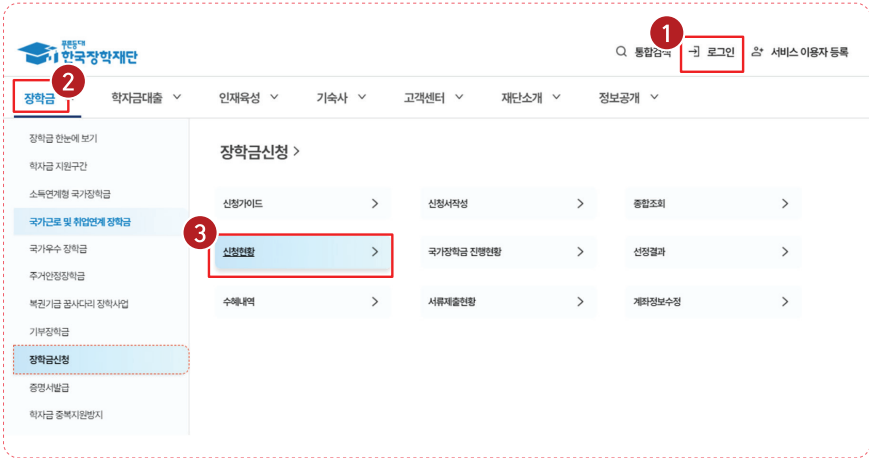 푸른등대
한국장학재단
통합검색
1
로그인
서비스 이용자 등록
2
장학금
학자금대출
인재육성
기숙사
고객센터
재단소개
정보공개
장학금 한눈에 보기
학자금 지원구간
소득연계형 국가장학금
국가근로 및 취업연계 장학금
국가우수 장학금
주거안정장학금
복권기금 꿈사다리 장학사업
기부장학금
장학금신청
증명서발급
학자금 중복지원방지
장학금신청 >
신청가이드
신청서작성
종합조회
3
신청현황
국가장학금 진행현황
선정결과
수혜내역
서류제출현황
계좌정보수정